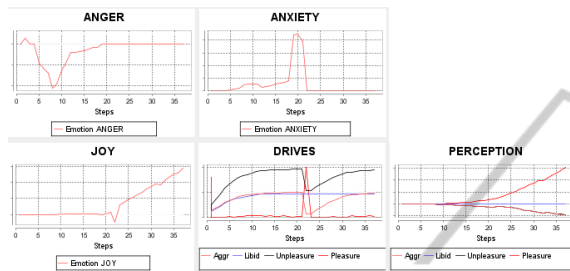 ANGER
0 5 10 15 20 25 30 35
Steps
Emotion ANGER
ANXIETY
0 5 10 15 20 25 30 35
Steps
Emotion ANXIETY
JOY
0 5 10 15 20 25 30 35
Steps
Emotion JOY
DRIVES
0 5 10 15 20 25 30 35
Steps
Aggr Libid Unpleasure Pleasure
PERCEPTION
0 5 10 15 20 25 30 35
Steps
Aggr Libid Unpleasure Pleasure